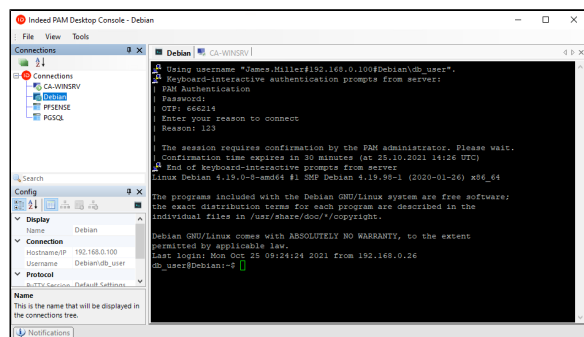 Indeed PAM Desktop Console - Debian
File View Tools
Connections
Connections
CA-WINSRV
Debian
PFSENSE
PGSQL
Search
Config
Display
Name Debian
Connection
Hostname/IP 192.168.0.100
Username Debian\db_user
Protocol
PuTTY Session Default Settings
Name
This is the name that will be displayed in the connections tree.
Notifications
Debian CA-WINSRV
Using username "James.Miller#192.168.0.100#Debian\db_user".
Keyboard-interactive authentication prompts from server:
| PAM Authentication
| Password:
| OTP: 666214
| Enter your reason to connect
| Reason: 123
|
| The session requires confirmation by the PAM administrator. Please wait.
| Confirmation time expires in 30 minutes (at 25.10.2021 14:26 UTC)
End of keyboard-interactive prompts from server
Linux Debian 4.19.0-8-amd64 #1 SMP Debian 4.19.98-1 (2020-01-26) x86_64
The programs included with the Debian GNU/Linux system are free software;
the exact distribution terms for each program are described in the
individual files in /usr/share/doc/*/copyright.
Debian GNU/Linux comes with ABSOLUTELY NO WARRANTY, to the extent
permitted by applicable law.
Last login: Mon Oct 25 09:24:24 2021 from 192.168.0.26
db_user@Debian:~$